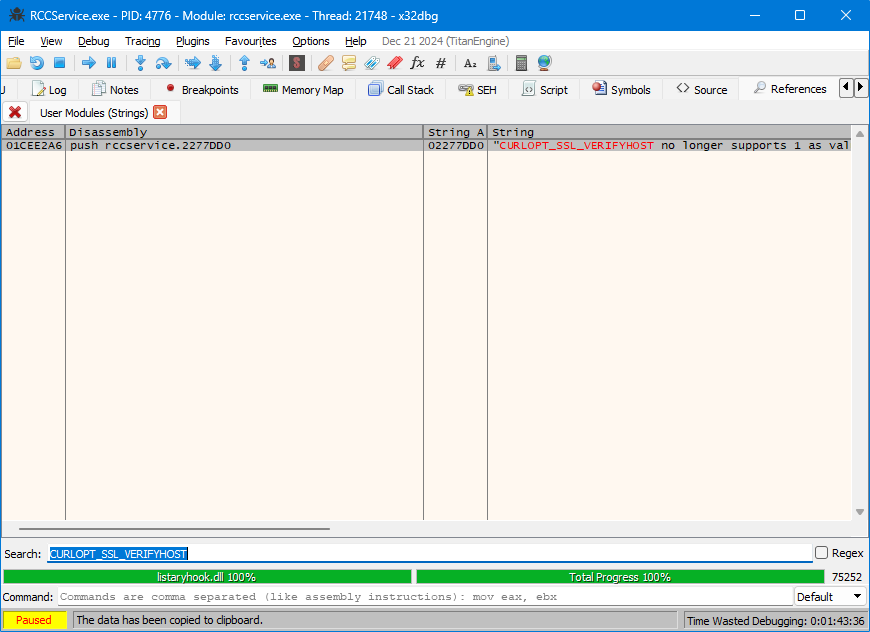 RCCService.exe - PID: 4776 - Module: rccservice.exe - Thread: 21748 - x32dbg
File View Debug Tracing Plugins Favourites Options Help Dec 21 2024 (TitanEngine)
Log Notes Breakpoints Memory Map Call Stack SEH Script Symbols Source References
User Modules (Strings)
Address Disassembly String A String
01CEE2A6 push rccservice.2277DD0 02277DD0 "CURLOPT_SSL_VERIFYHOST no longer supports 1 as val
Search: CURLOPT_SSL_VERIFYHOST Regex
listaryhook.dll 100% Total Progress 100% 75252
Command: Commands are comma separated (like assembly instructions): mov eax, ebx Default
Paused The data has been copied to clipboard. Time Wasted Debugging: 0:01:43:36